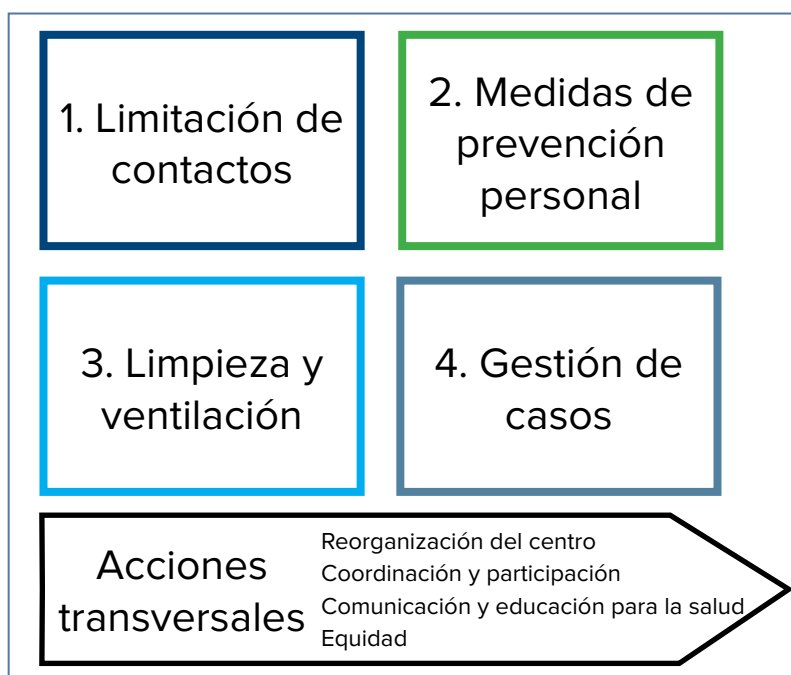 1. Limitación de
contactos
2. Medidas de
prevención
personal
3. Limpieza y
ventilación
4. Gestión de
casos
Acciones
transversales
Reorganización del centro
Coordinación y participación
Comunicación y educación para la salud
Equidad